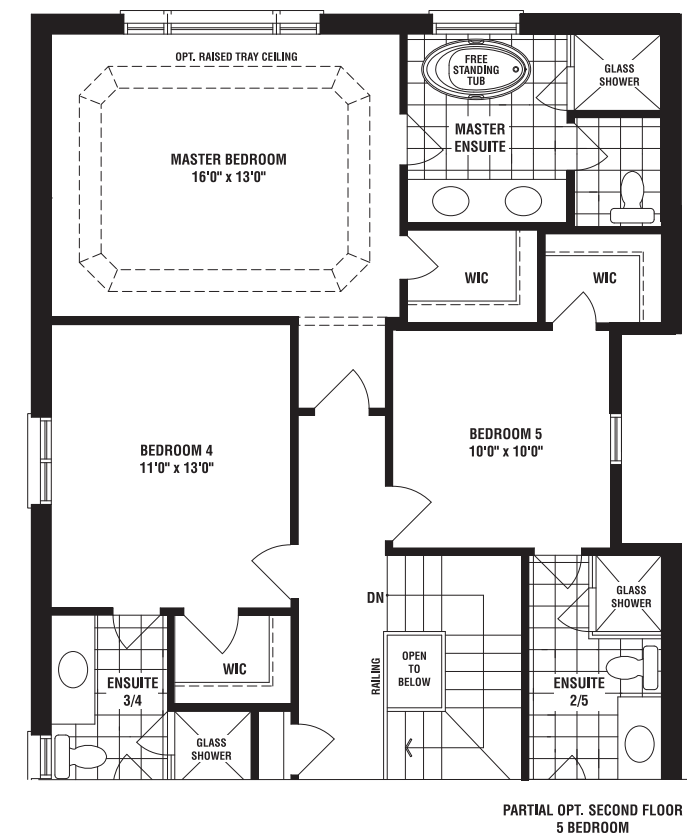 OPT. RAISED TRAY CEILING
FREE
STANDING
TUB
GLASS
SHOWER
MASTER BEDROOM
16'0" x 13'0"
MASTER
ENSUITE
WIC
WIC
BEDROOM 4
11'0" x 13'0"
BEDROOM 5
10'0" x 10'0"
DN
GLASS
SHOWER
RAILING
OPEN
TO
BELOW
WIC
ENSUITE
3/4
ENSUITE
2/5
GLASS
SHOWER
PARTIAL OPT. SECOND FLOOR
5 BEDROOM